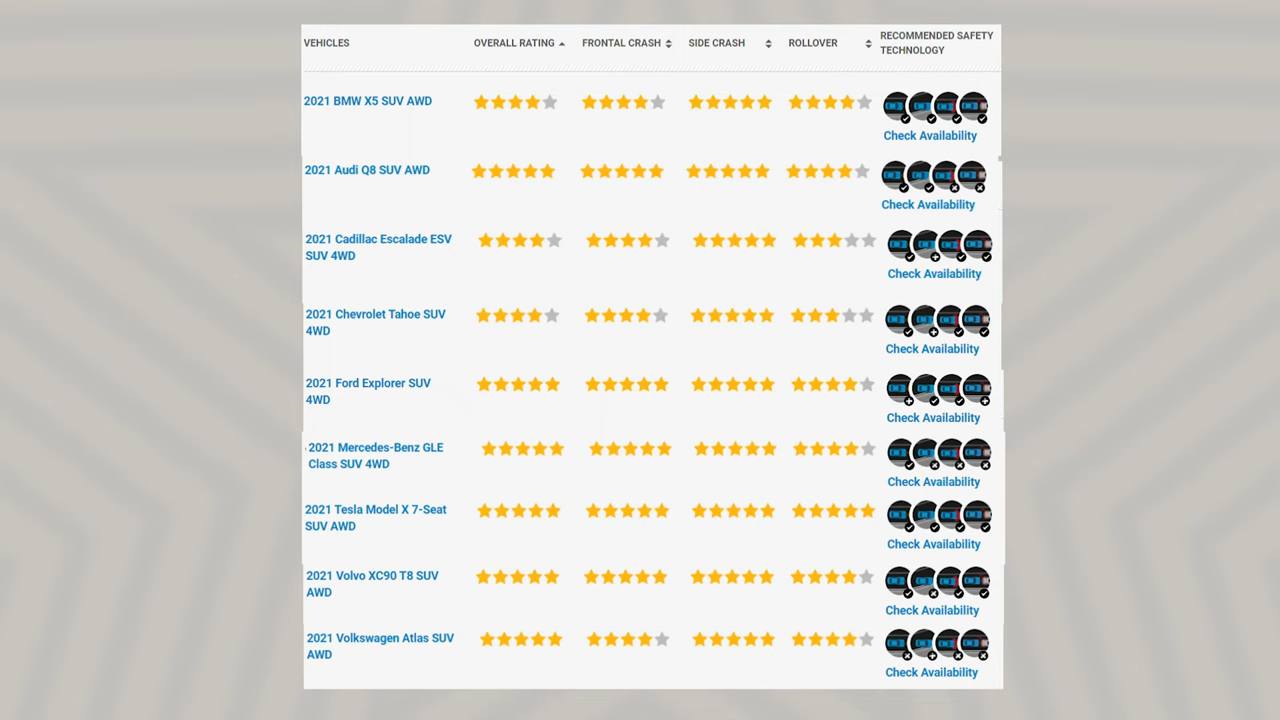 VEHICLES OVERALL RATING FRONTAL CRASH SIDE CRASH ROLLOVER RECOMMENDED SAFETY
TECHNOLOGY
2021 BMW X5 SUV AWD
Check Availability
2021 Audi Q8 SUV AWD
Check Availability
2021 Cadillac Escalade ESV
SUV 4WD
Check Availability
2021 Chevrolet Tahoe SUV
4WD
Check Availability
2021 Ford Explorer SUV
4WD
Check Availability
2021 Mercedes-Benz GLE
Class SUV 4WD
Check Availability
2021 Tesla Model X 7-Seat
SUV AWD
Check Availability
2021 Volvo XC90 T8 SUV
AWD
Check Availability
2021 Volkswagen Atlas SUV
AWD
Check Availability